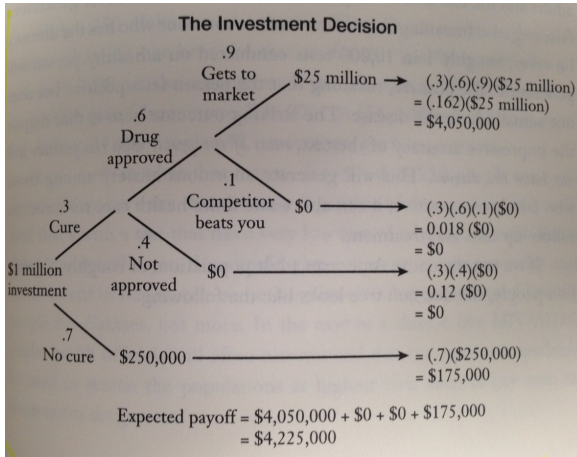 The Investment Decision
.9
Gets to
market
$25 million
(.3)(.6)(.9)($25 million)
= (.162)($25 million)
= $4,050,000
.6
Drug
approved
.1
Competitor
beats you
$0
(.3)(.6)(.1)($0)
= 0.018 ($0)
= $0
.3
Cure
.4
Not
approved
$0
(.3)(.4)($0)
= 0.12 ($0)
= $0
$1 million
investment
.7
No cure
$250,000
= (.7)($250,000)
= $175,000
Expected payoff = $4,050,000 + $0 + $0 + $175,000
= $4,225,000